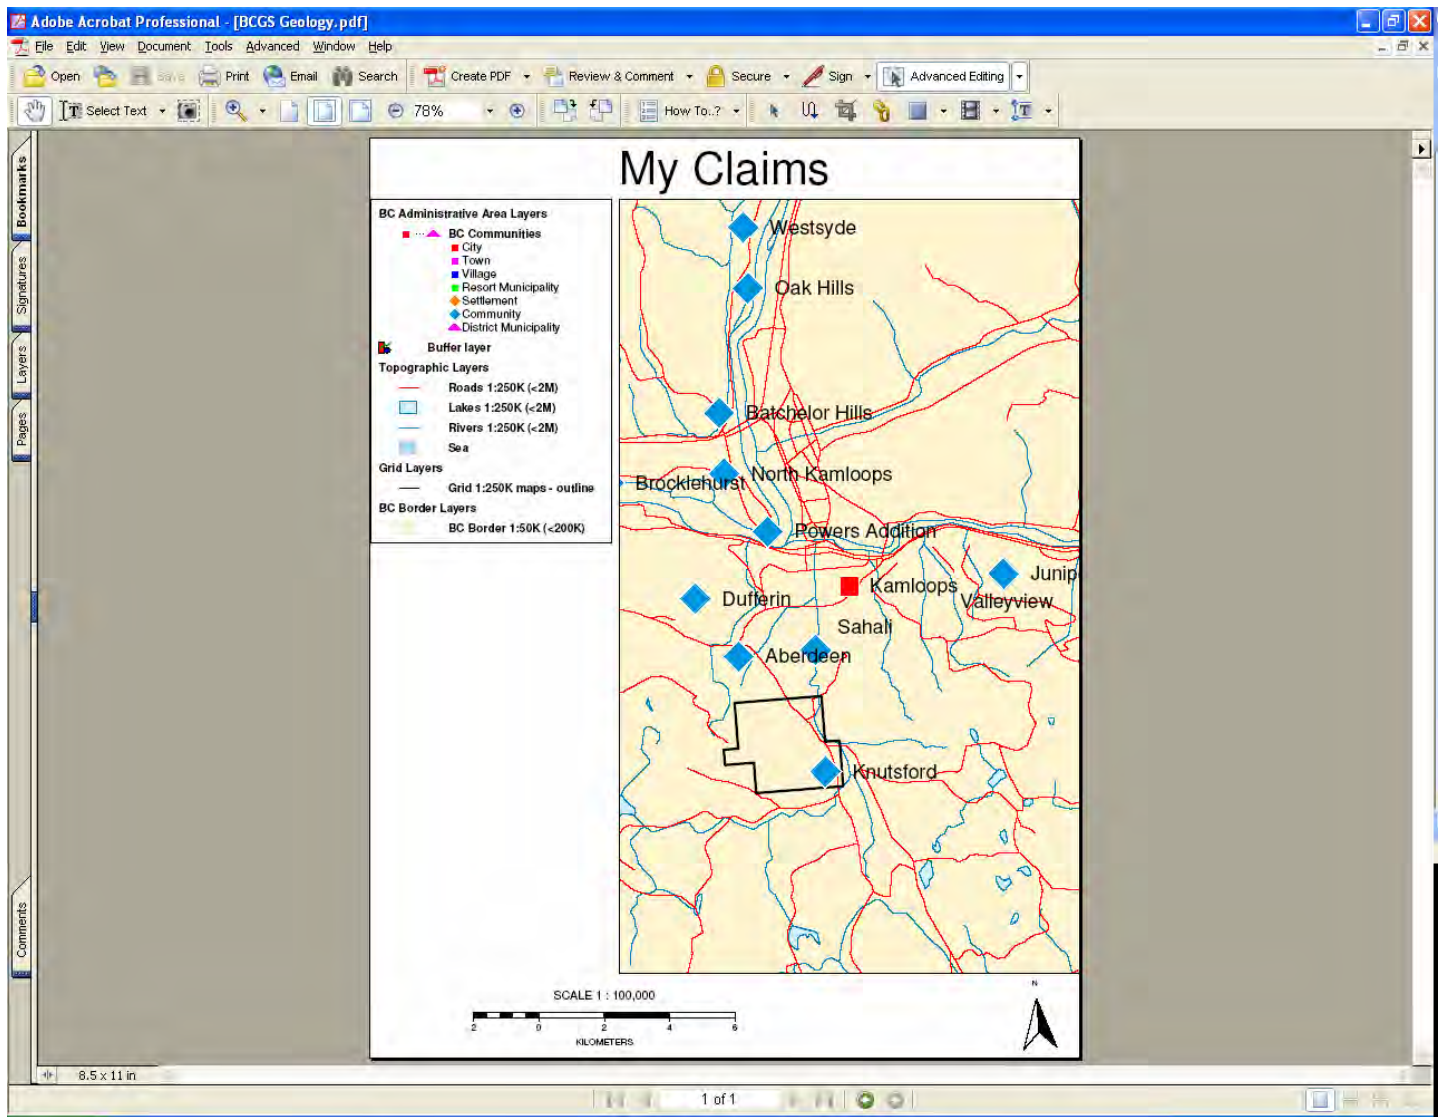 Adobe Acrobat Professional - [BCGS Geology.pdf]
File Edit View Document Tools Advanced Window Help
Open Save Print Email Search Create PDF Review & Comment Secure Sign Advanced Editing
Select Text 78% How To..?
Bookmarks
Signatures
Layers
Pages
Comments
My Claims
BC Administrative Area Layers
BC Communities
City
Town
Village
Resort Municipality
Settlement
Community
District Municipality
Buffer layer
Topographic Layers
Roads 1:250K (<2M)
Lakes 1:250K (<2M)
Rivers 1:250K (<2M)
Sea
Grid Layers
Grid 1:250K maps - outline
BC Border Layers
BC Border 1:50K (<200K)
Westsyde
Oak Hills
Batchelor Hills
North Kamloops
Brocklehurst
Powers Addition
Junip
Kamloops
Dufferin
Valleyview
Sahali
Aberdeen
Knutsford
SCALE 1 : 100,000
2 0 2 4 6
KILOMETERS
N
8.5 x 11 in
1 of 1